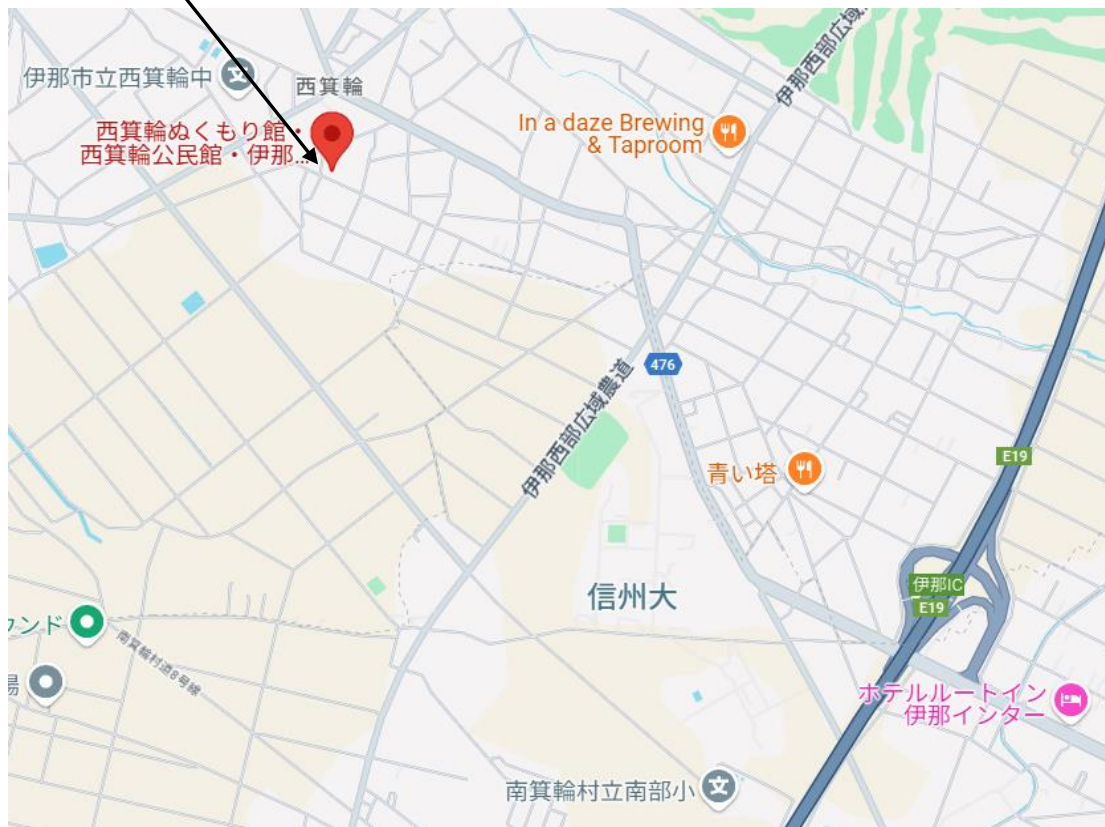 伊那市立西箕輪中
西箕輪
西箕輪ぬくもり館・
西箕輪公民館・伊那...
In a daze Brewing
& Taproom
伊那西部広域
476
伊那西部広域農道
E19
青い塔
伊那IC
E19
信州大
ウンド
南箕輪村道8号線
場
ホテルルートイン
伊那インター
南箕輪村立南部小